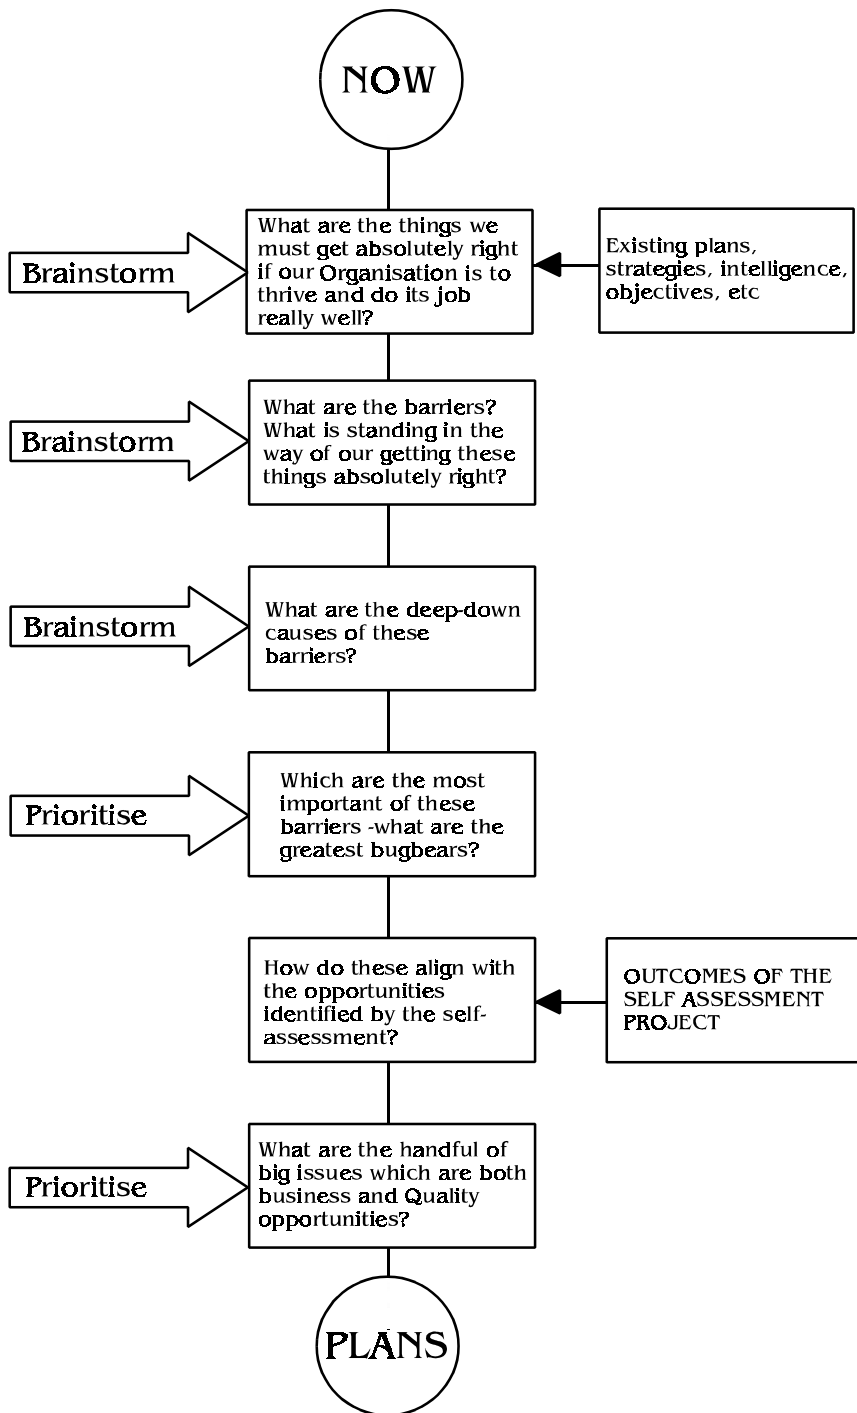 NOW
Brainstorm
What are the things we
must get absolutely right
if our Organisation is to
thrive and do its job
really well?
Existing plans,
strategies, intelligence,
objectives, etc
Brainstorm
What are the barriers?
What is standing in the
way of our getting these
things absolutely right?
Brainstorm
What are the deep-down
causes of these
barriers?
Prioritise
Which are the most
important of these
barriers -what are the
greatest bugbears?
How do these align with
the opportunities
identified by the self-
assessment?
OUTCOMES OF THE
SELF ASSESSMENT
PROJECT
Prioritise
What are the handful of
big issues which are both
business and Quality
opportunities?
PLANS